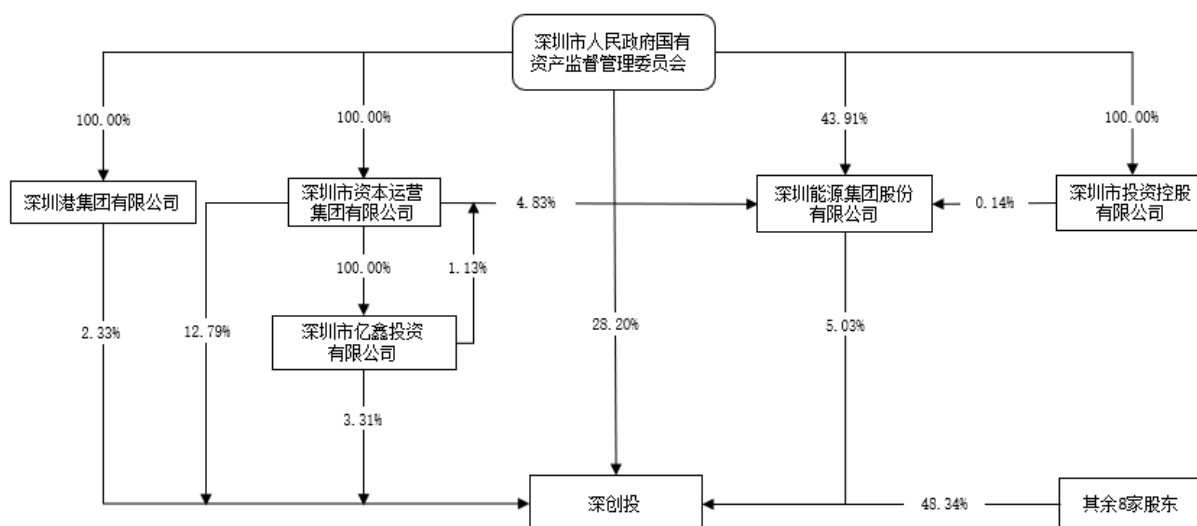 深圳市人民政府国有
资产监督管理委员会
100.00%
100.00%
43.91%
100.00%
深圳港集团有限公司
深圳市资本运营
集团有限公司
4.83%
深圳能源集团股份
有限公司
0.14%
深圳市投资控股
有限公司
100.00%
1.13%
2.33%
12.79%
深圳市亿鑫投资
有限公司
28.20%
5.03%
3.31%
深创投
48.34%
其余8家股东